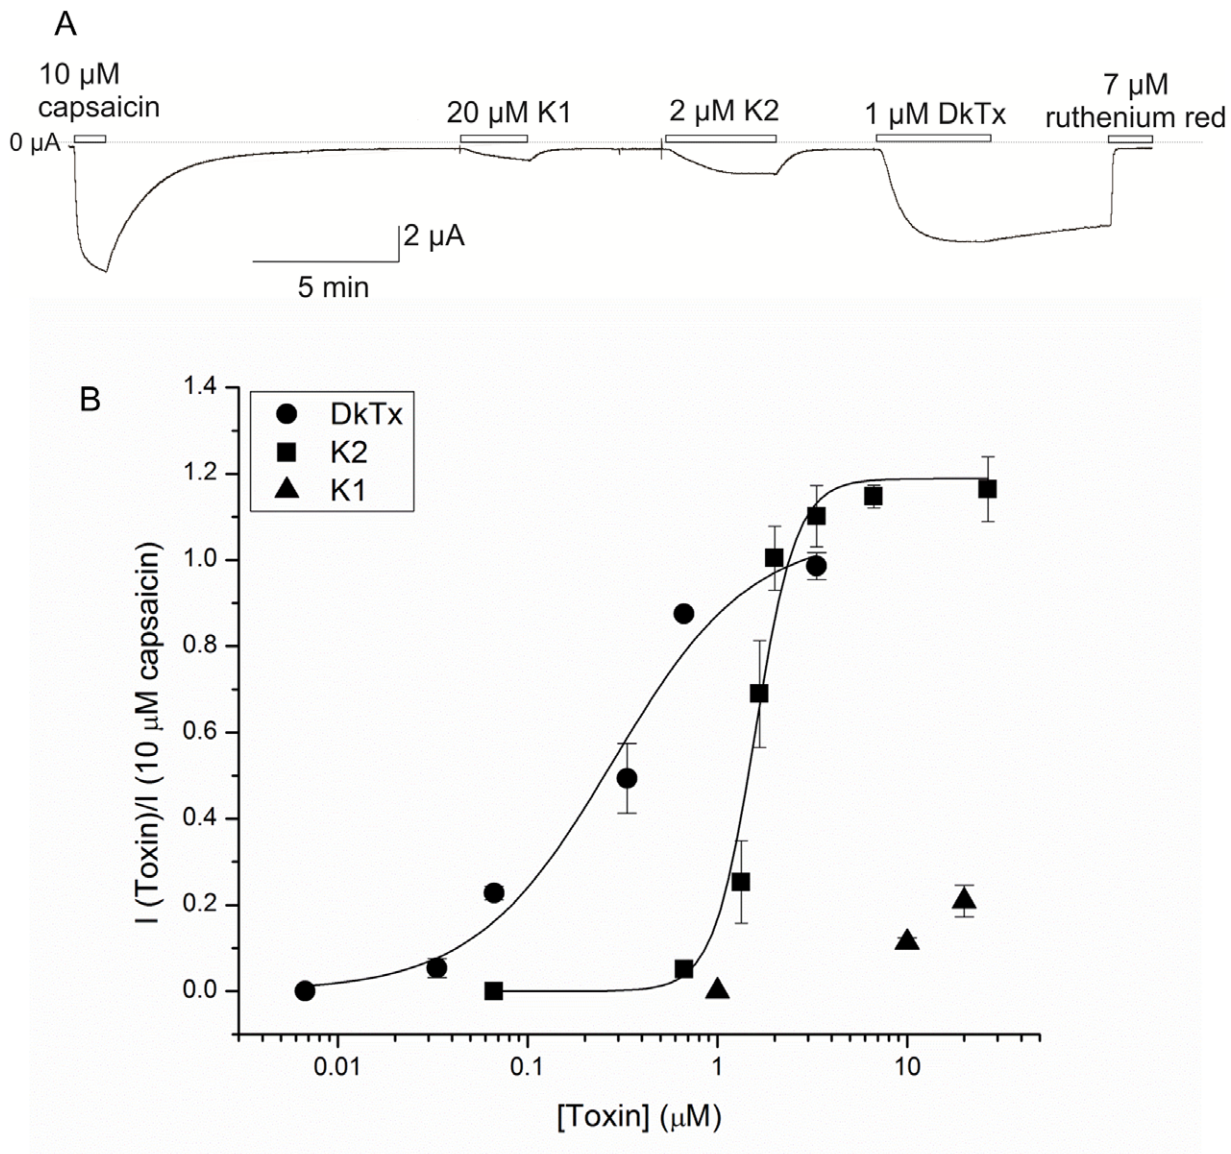 A
10 µM
capsaicin
20 µM K1
2 µM K2
1 µM DkTx
7 µM
ruthenium red
0 µA
2 µA
5 min
B
DkTx
K2
K1
1.4
1.2
1.0
0.8
0.6
0.4
0.2
0.0
I (Toxin)/I (10 µM capsaicin)
0.01
0.1
1
10
[Toxin] (µM)